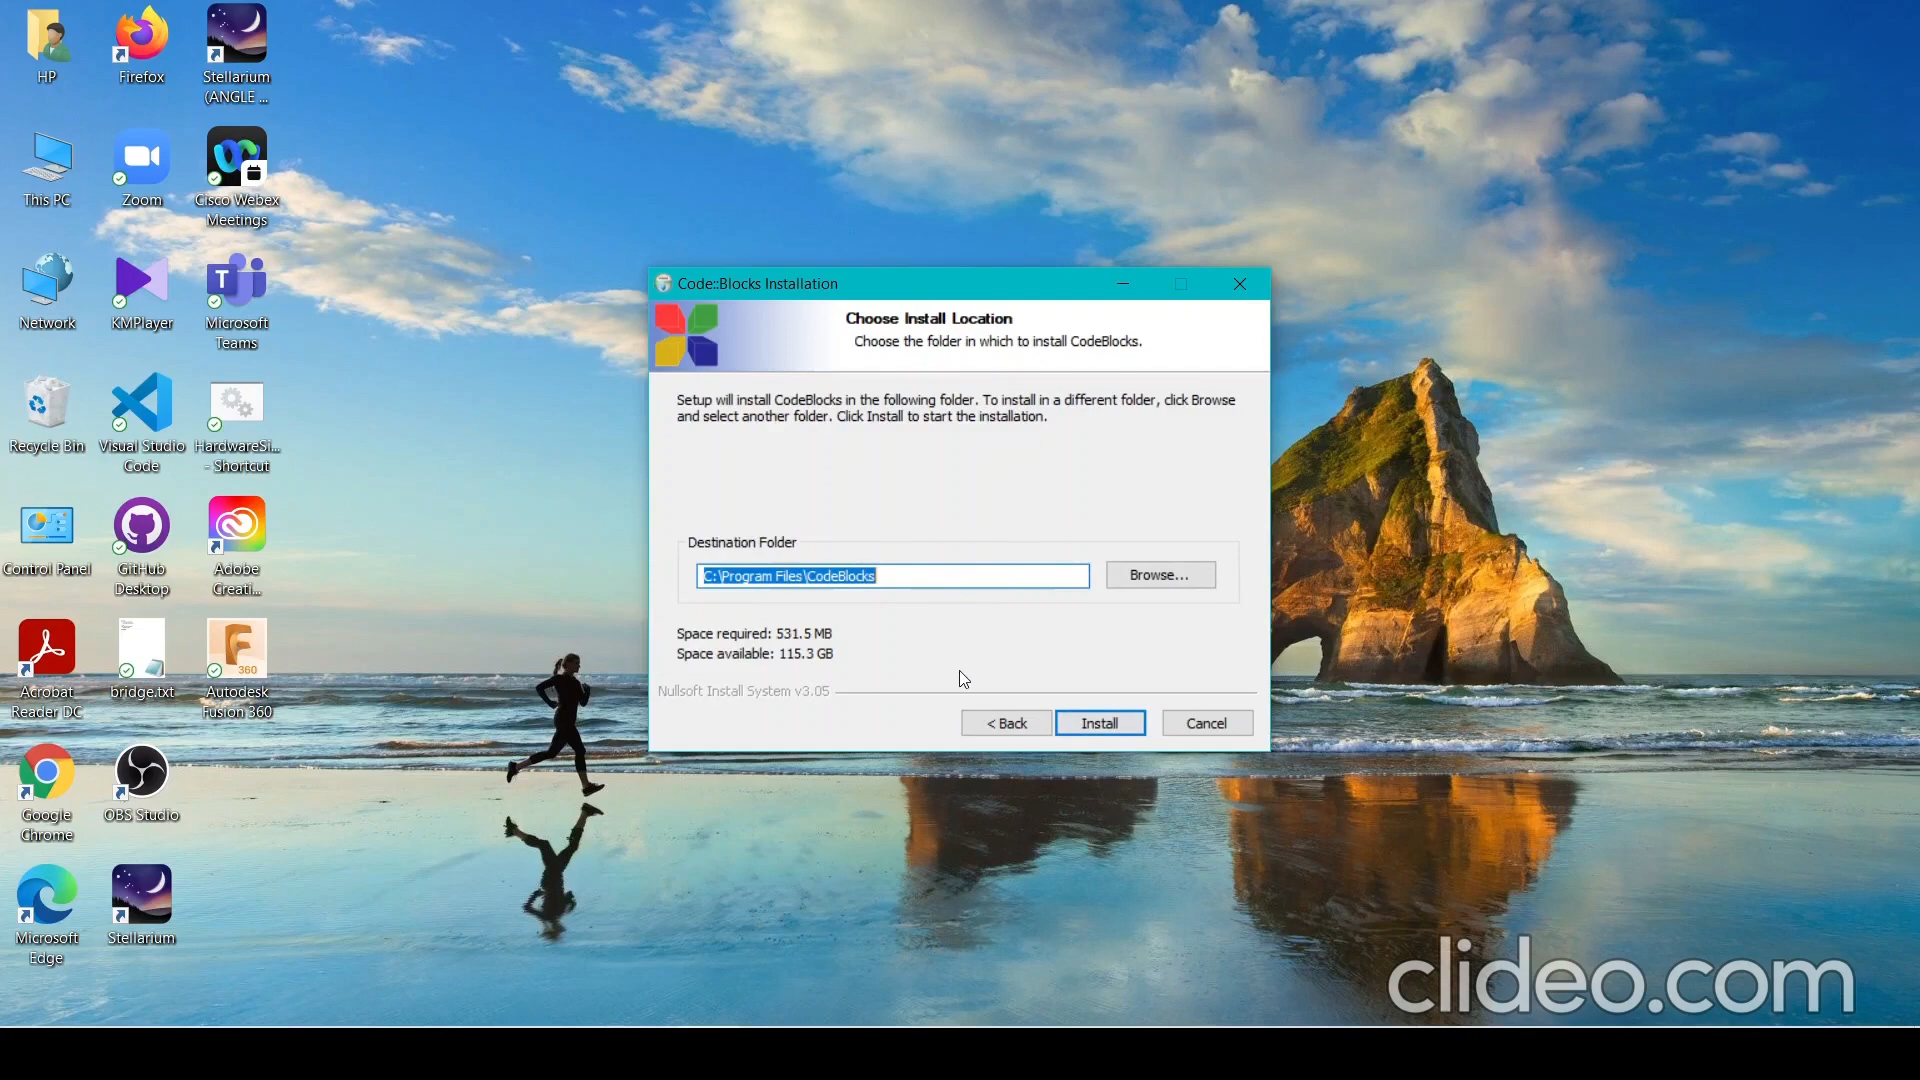 HP
Firefox
Stellarium
(ANGLE ...
This PC
Zoom
Cisco Webex
Meetings
Network
KMPlayer
Microsoft
Teams
Recycle Bin
Visual Studio
Code
HardwareSi...
- Shortcut
Control Panel
GitHub
Desktop
Adobe
Creati...
Acrobat
Reader DC
bridge.txt
360
Autodesk
Fusion 360
Google
Chrome
OBS Studio
Microsoft
Edge
Stellarium
Code::Blocks Installation
Choose Install Location
Choose the folder in which to install CodeBlocks.
Setup will install CodeBlocks in the following folder. To install in a different folder, click Browse
and select another folder. Click Install to start the installation.
Destination Folder
C:\Program Files\CodeBlocks
Browse...
Space required: 531.5 MB
Space available: 115.3 GB
Nullsoft Install System v3.05
< Back
Install
Cancel
clideo.com